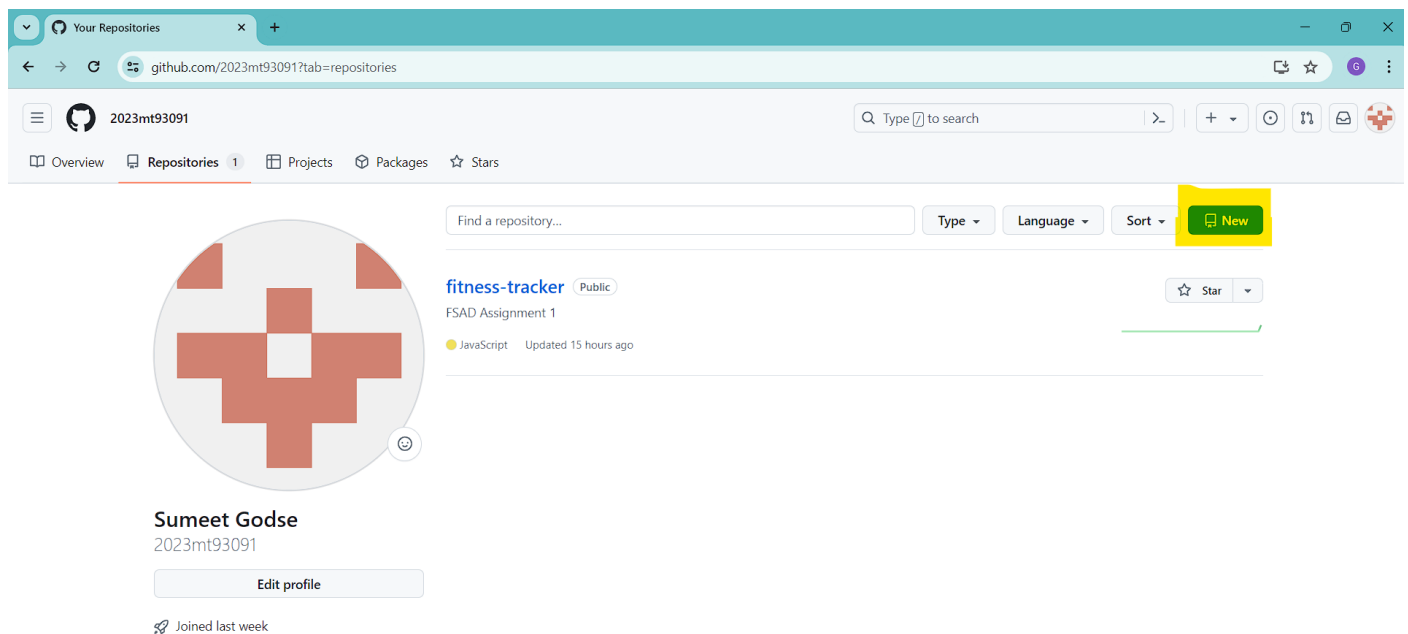 Your Repositories
github.com/2023mt93091?tab=repositories
G
2023mt93091
Type / to search
Overview Repositories 1 Projects Packages Stars
Find a repository... Type Language Sort New
fitness-tracker Public Star
FSAD Assignment 1
JavaScript Updated 15 hours ago
Sumeet Godse
2023mt93091
Edit profile
Joined last week